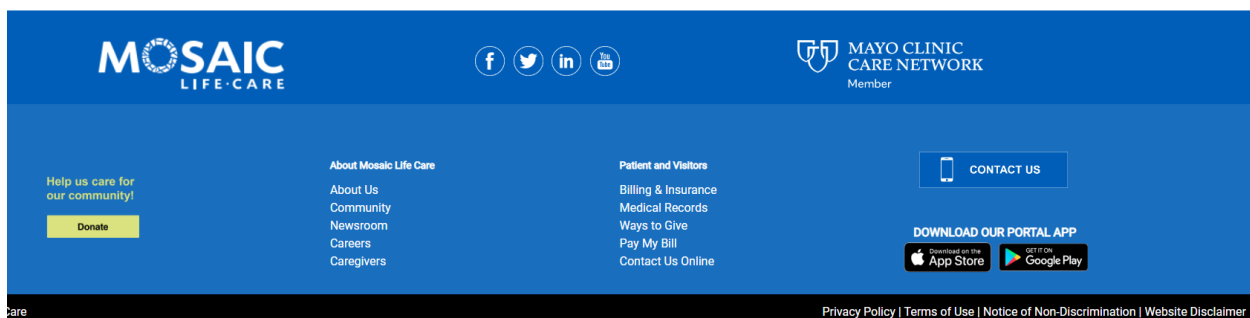 MOSAIC
LIFE·CARE
f
in
You
Tube
MAYO CLINIC
CARE NETWORK
Member
Help us care for
our community!
Donate
About Mosaic Life Care
About Us
Community
Newsroom
Careers
Caregivers
Patient and Visitors
Billing & Insurance
Medical Records
Ways to Give
Pay My Bill
Contact Us Online
CONTACT US
DOWNLOAD OUR PORTAL APP
Download on the
App Store
GET IT ON
Google Play
Care
Privacy Policy | Terms of Use | Notice of Non-Discrimination | Website Disclaimer